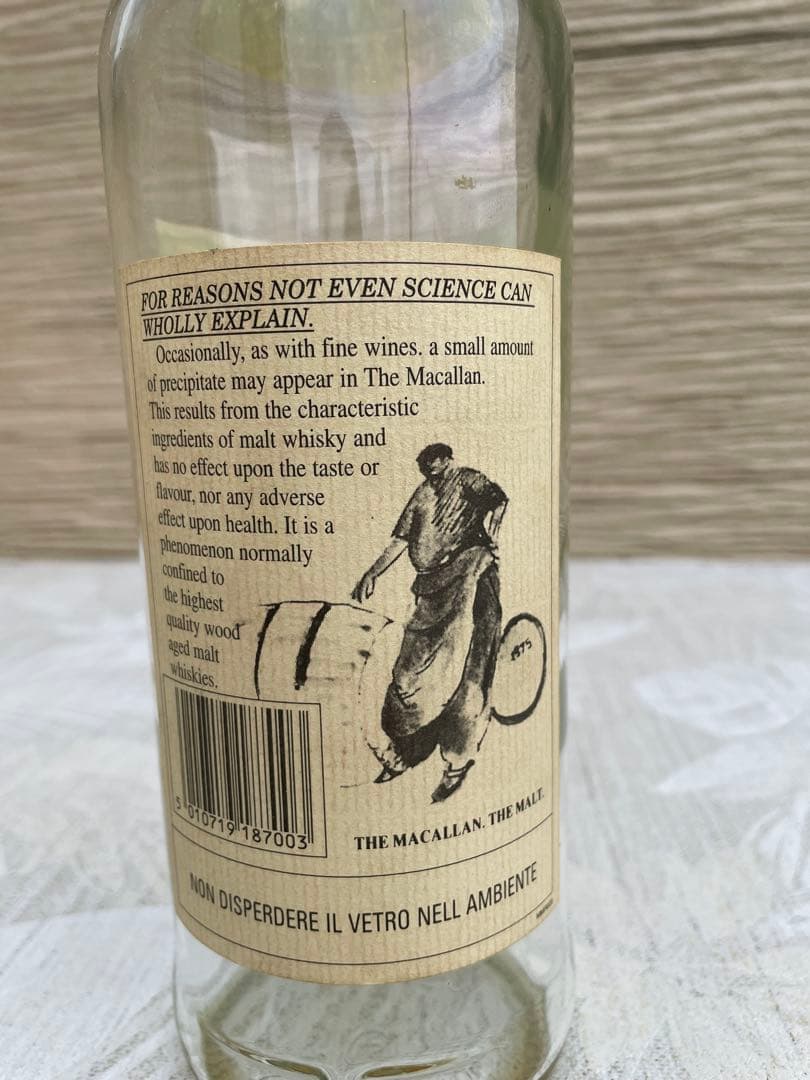 FOR REASONS NOT EVEN SCIENCE CAN
WHOLLY EXPLAIN.
Occasionally, as with fine wines. a small amount
of precipitate may appear in The Macallan.
This results from the characteristic
ingredients of malt whisky and
has no effect upon the taste or
flavour, nor any adverse
effect upon health. It is a
phenomenon normally
confined to
the highest
quality wood
aged malt
whiskies.
1875
5 010719 187003
THE MACALLAN. THE MALT.
NON DISPERDERE IL VETRO NELL AMBIENTE